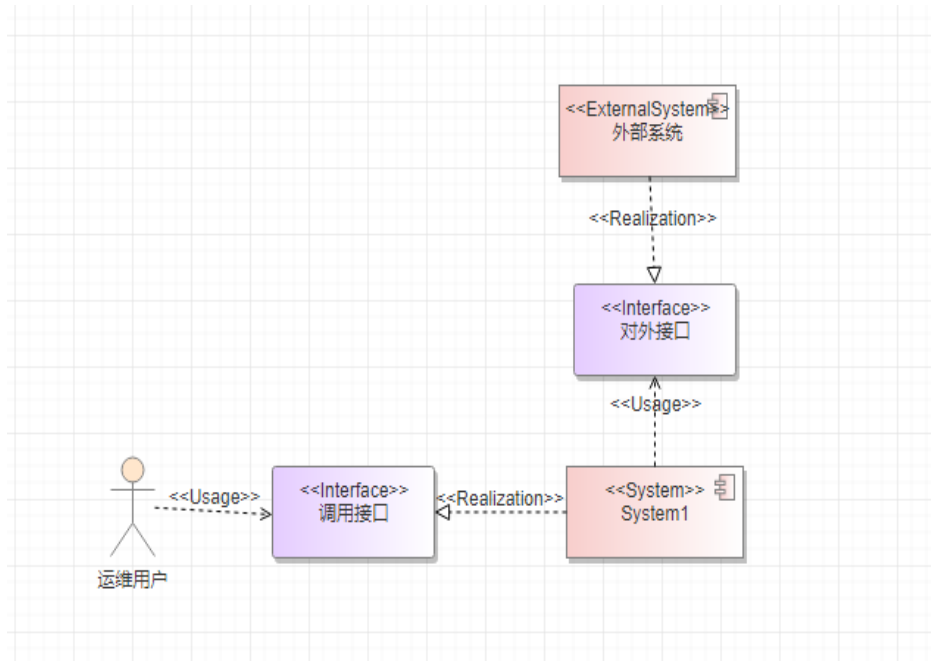 <<ExternalSystem>>
外部系统
<<Realization>>
<<Interface>>
对外接口
<<Usage>>
<<Usage>>
<<Interface>>
调用接口
<<Realization>>
<<System>>
System1
运维用户